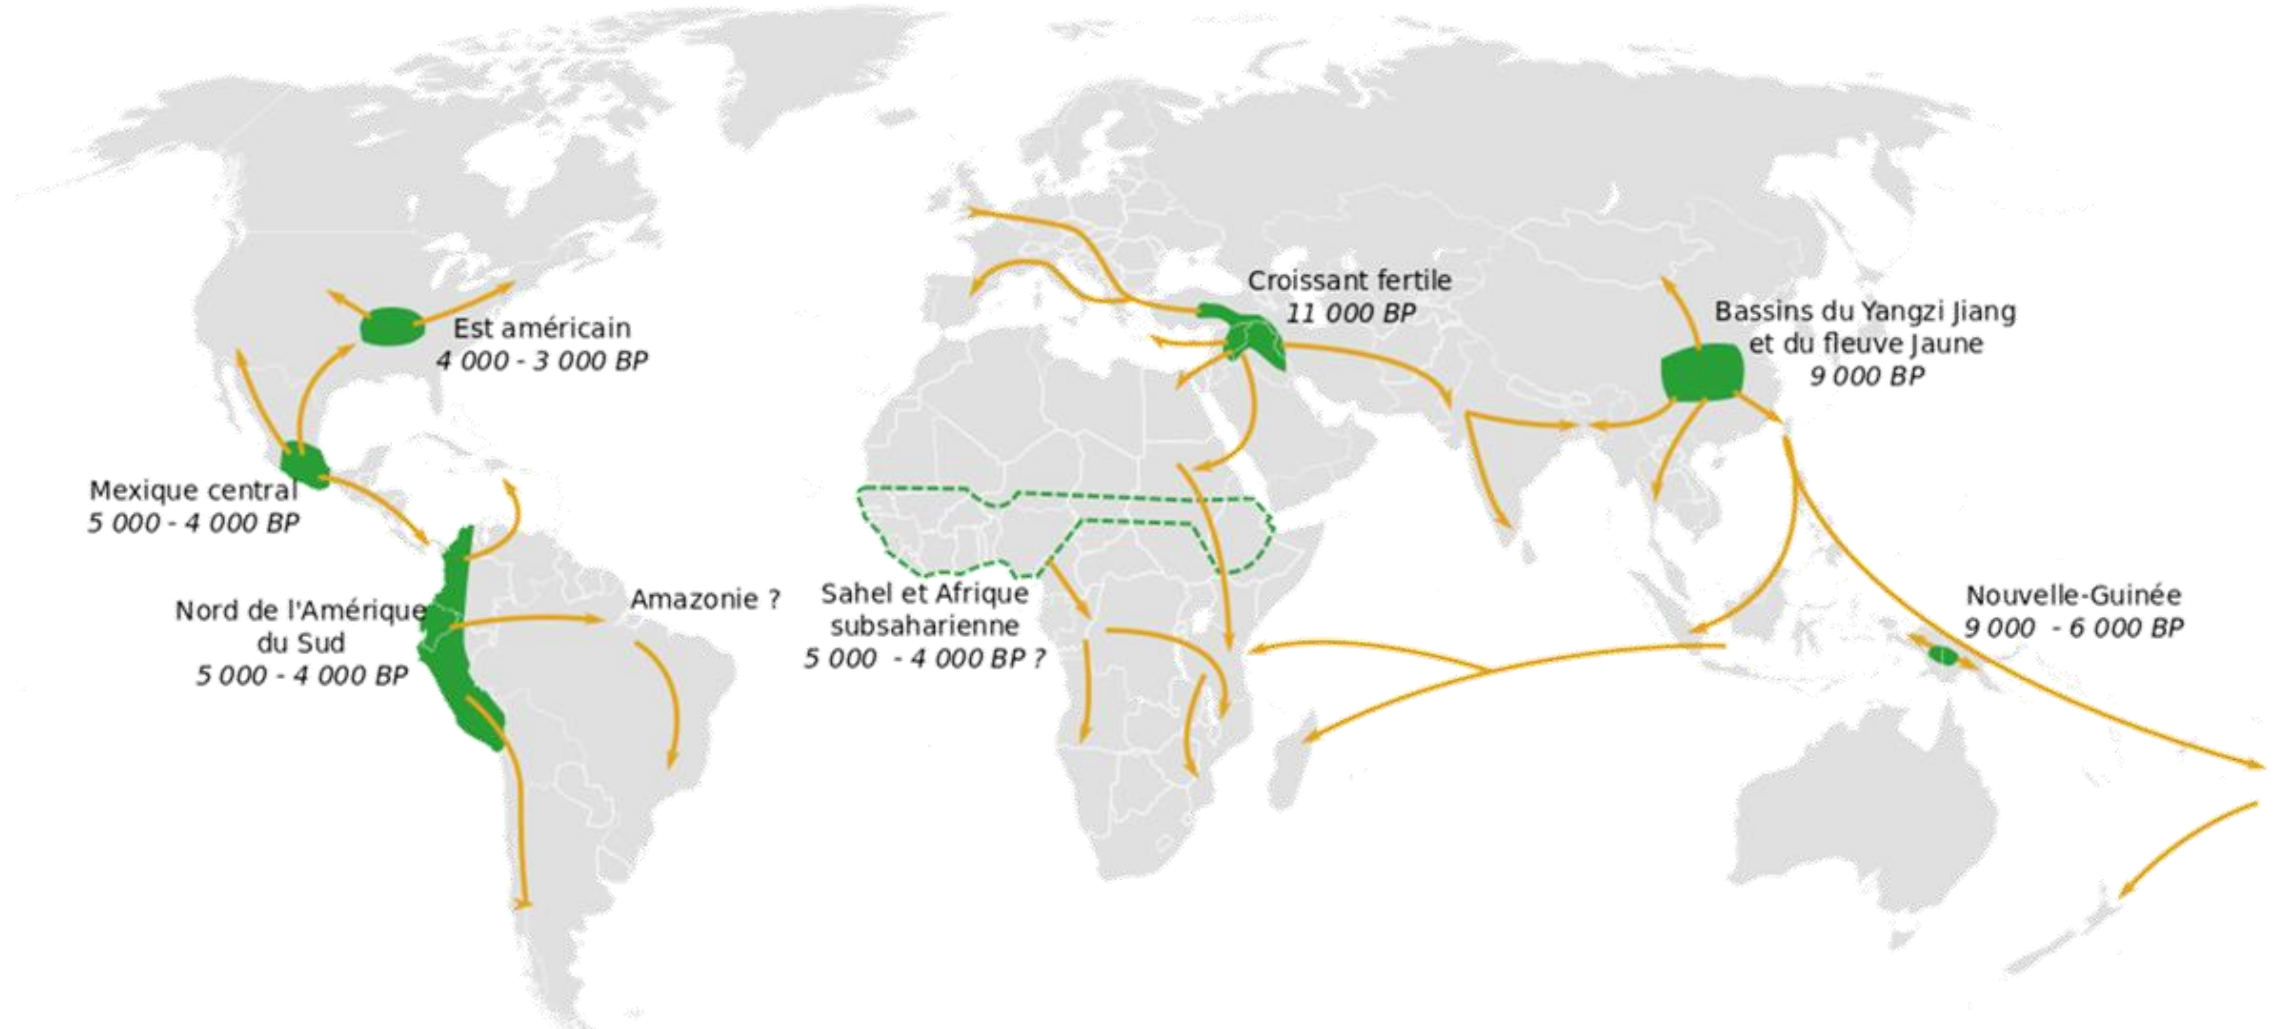 Croissant fertile
11 000 BP
Bassins du Yangzi Jiang
et du fleuve Jaune
9 000 BP
Est américain
4 000 - 3 000 BP
Mexique central
5 000 - 4 000 BP
Nord de l'Amérique
du Sud
5 000 - 4 000 BP
Amazonie ?
Sahel et Afrique
subsaharienne
5 000 - 4 000 BP ?
Nouvelle-Guinée
9 000 - 6 000 BP